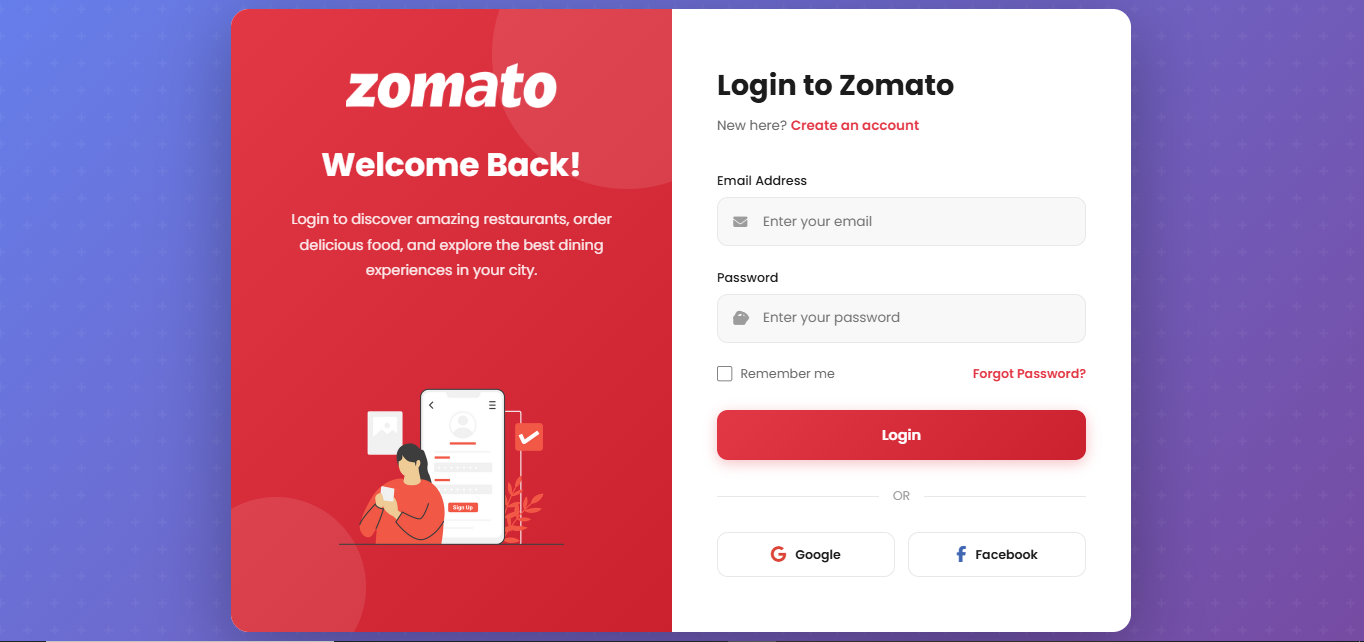 zomato
Welcome Back!
Login to discover amazing restaurants, order
delicious food, and explore the best dining
experiences in your city.
Sign Up
Login to Zomato
New here? Create an account
Email Address
Enter your email
Password
Enter your password
Remember me
Forgot Password?
Login
OR
Google
Facebook